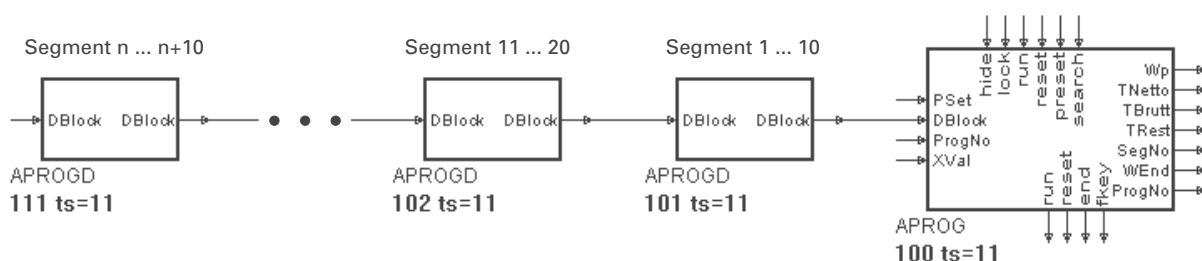 Segment n ... n+10
Segment 11 ... 20
Segment 1 ... 10
DBlock DBlock
APROGD
111 ts=11
DBlock DBlock
APROGD
102 ts=11
DBlock DBlock
APROGD
101 ts=11
hide
lock
run
reset
preset
search
PSet
DBlock
ProgNo
XVal
Wp
TNetto
TBrutt
TRest
SegNo
WEnd
ProgNo
run
reset
end
fkey
APROG
100 ts=11